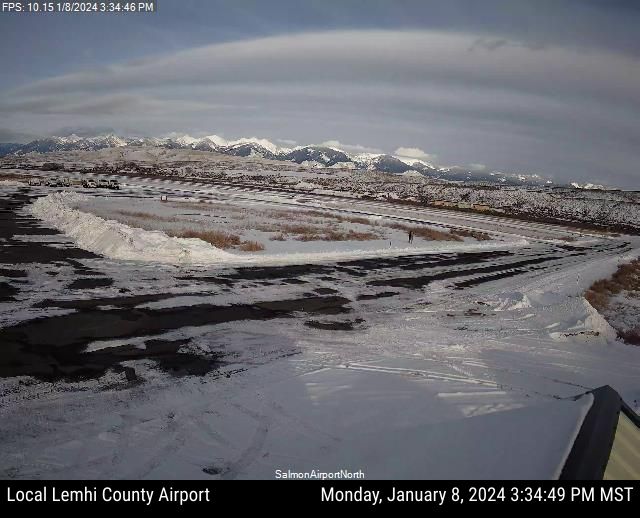 FPS: 10.15 1/8/2024 3:34:46 PM
SalmonAirportNorth
Local Lemhi County Airport Monday, January 8, 2024 3:34:49 PM MST